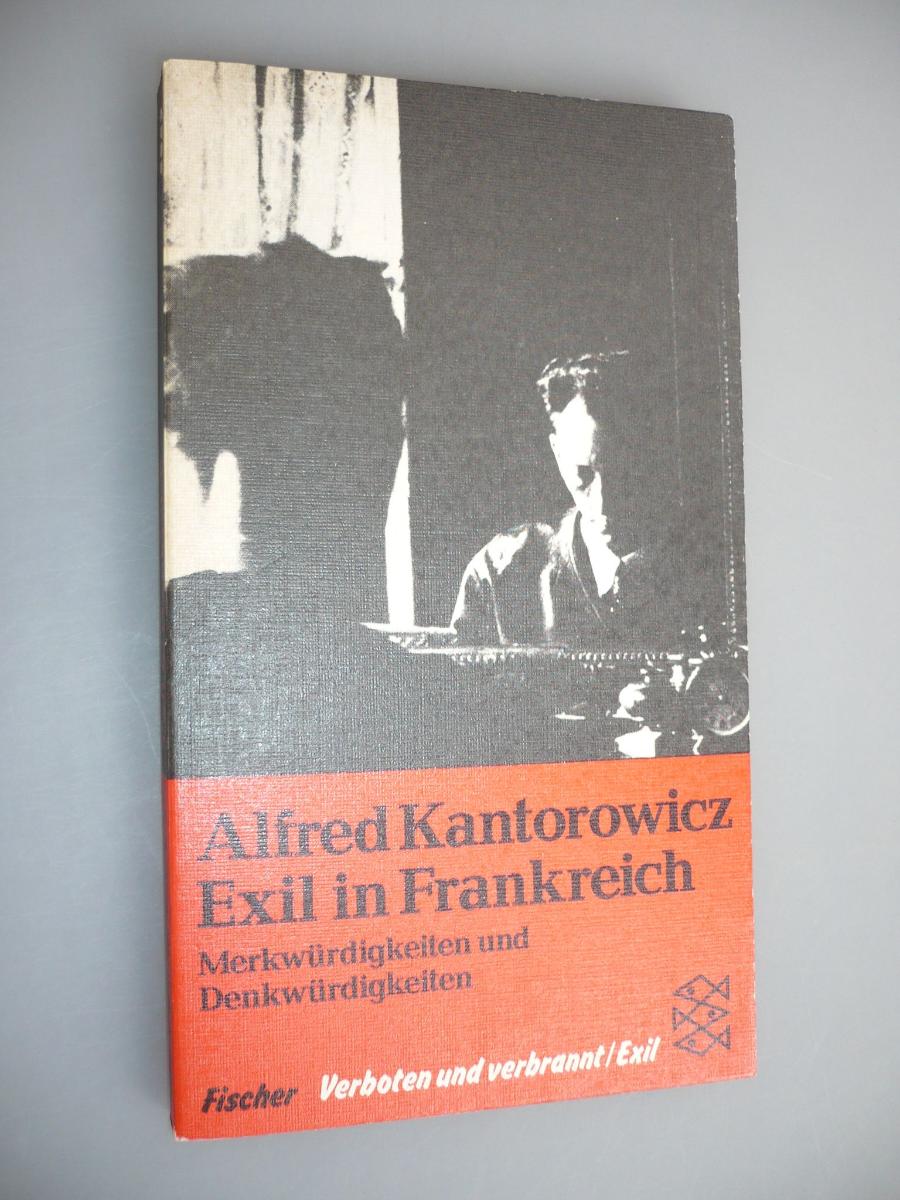 Alfred Kantorowicz
Exil in Frankreich
Merkwürdigkeiten und
Denkwürdigkeiten
Fischer Verboten und verbrannt/Exil